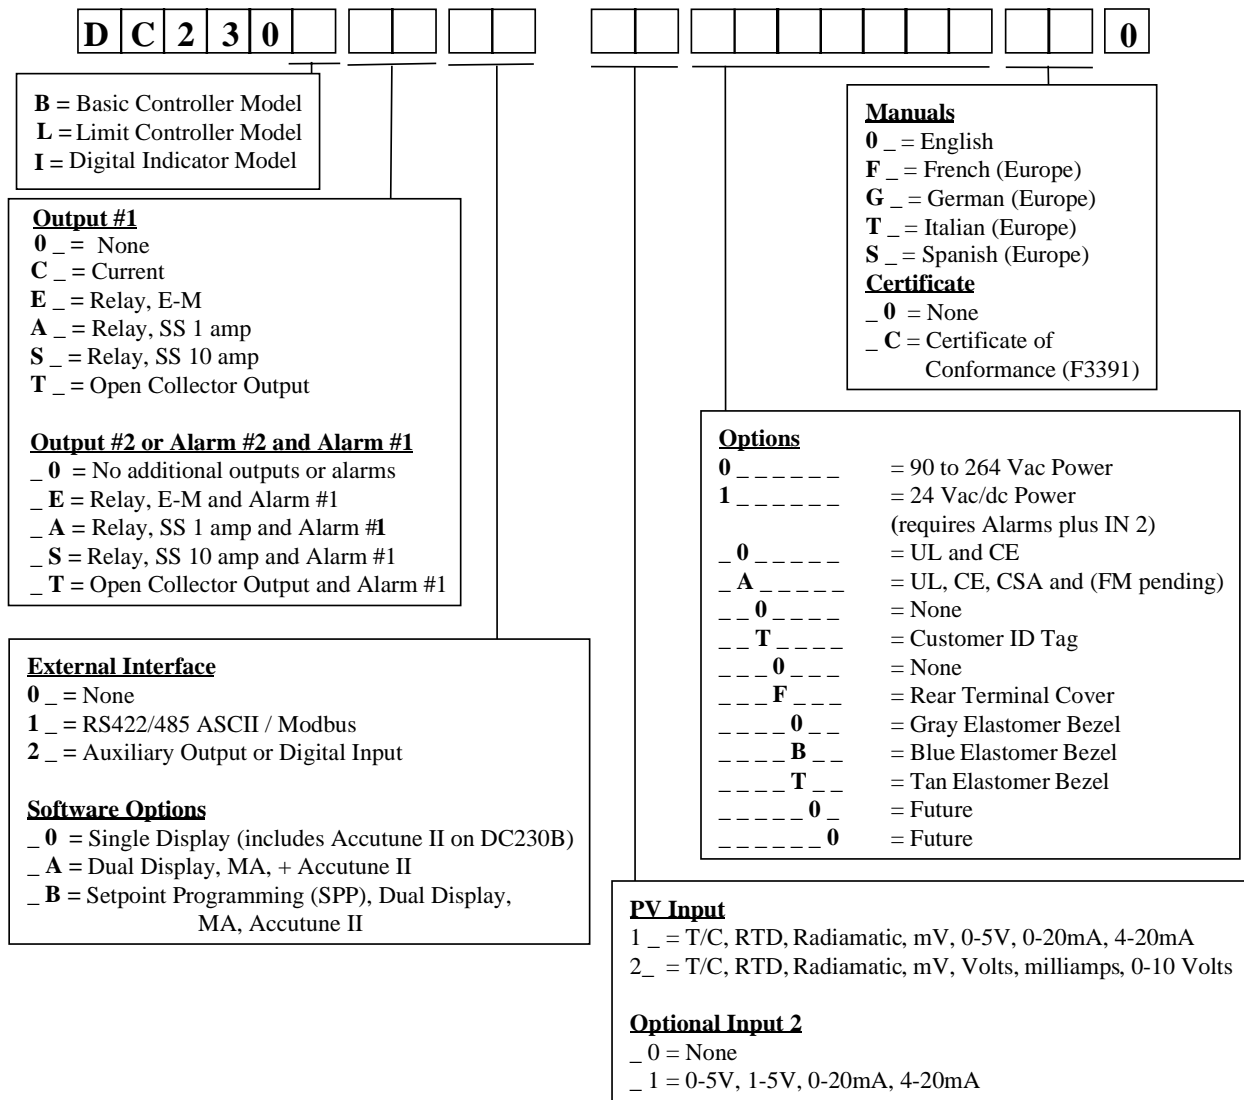 D C 2 3 0 0
B = Basic Controller Model
L = Limit Controller Model
I = Digital Indicator Model
Output #1
0 _ = None
C _ = Current
E _ = Relay, E-M
A _ = Relay, SS 1 amp
S _ = Relay, SS 10 amp
T _ = Open Collector Output
Output #2 or Alarm #2 and Alarm #1
_ 0 = No additional outputs or alarms
_ E = Relay, E-M and Alarm #1
_ A = Relay, SS 1 amp and Alarm #1
_ S = Relay, SS 10 amp and Alarm #1
_ T = Open Collector Output and Alarm #1
External Interface
0 _ = None
1 _ = RS422/485 ASCII / Modbus
2 _ = Auxiliary Output or Digital Input
Software Options
_ 0 = Single Display (includes Accutune II on DC230B)
_ A = Dual Display, MA, + Accutune II
_ B = Setpoint Programming (SPP), Dual Display,
MA, Accutune II
Manuals
0 _ = English
F _ = French (Europe)
G _ = German (Europe)
T _ = Italian (Europe)
S _ = Spanish (Europe)
Certificate
_ 0 = None
_ C = Certificate of
Conformance (F3391)
Options
0 _ _ _ _ _ _ = 90 to 264 Vac Power
1 _ _ _ _ _ _ = 24 Vac/dc Power
(requires Alarms plus IN 2)
_ 0 _ _ _ _ _ = UL and CE
_ A _ _ _ _ _ = UL, CE, CSA and (FM pending)
_ _ 0 _ _ _ _ = None
_ _ T _ _ _ _ = Customer ID Tag
_ _ _ 0 _ _ _ = None
_ _ _ F _ _ _ = Rear Terminal Cover
_ _ _ _ 0 _ _ = Gray Elastomer Bezel
_ _ _ _ B _ _ = Blue Elastomer Bezel
_ _ _ _ T _ _ = Tan Elastomer Bezel
_ _ _ _ _ 0 _ = Future
_ _ _ _ _ _ 0 = Future
PV Input
1 _ = T/C, RTD, Radiamatic, mV, 0-5V, 0-20mA, 4-20mA
2_ = T/C, RTD, Radiamatic, mV, Volts, milliamps, 0-10 Volts
Optional Input 2
_ 0 = None
_ 1 = 0-5V, 1-5V, 0-20mA, 4-20mA